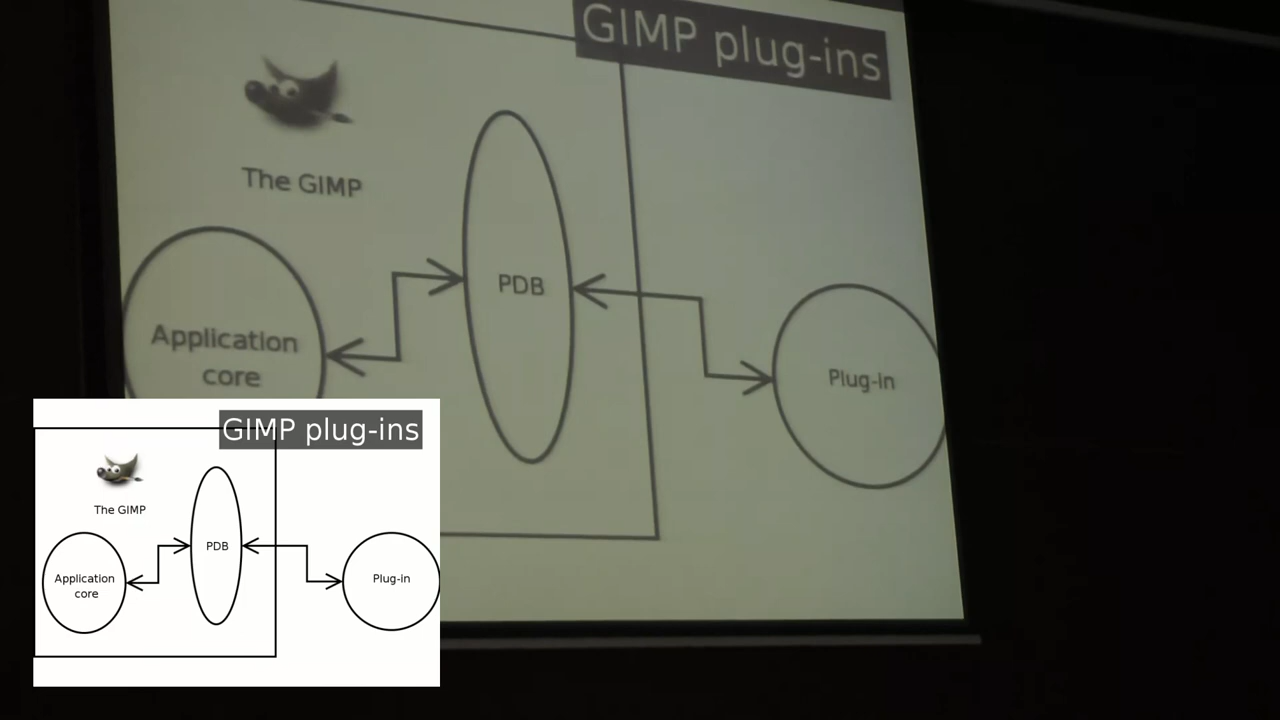 GIMP plug-ins
The GIMP
PDB
Application
core
Plug-in
GIMP plug-ins
The GIMP
PDB
Application
core
Plug-in